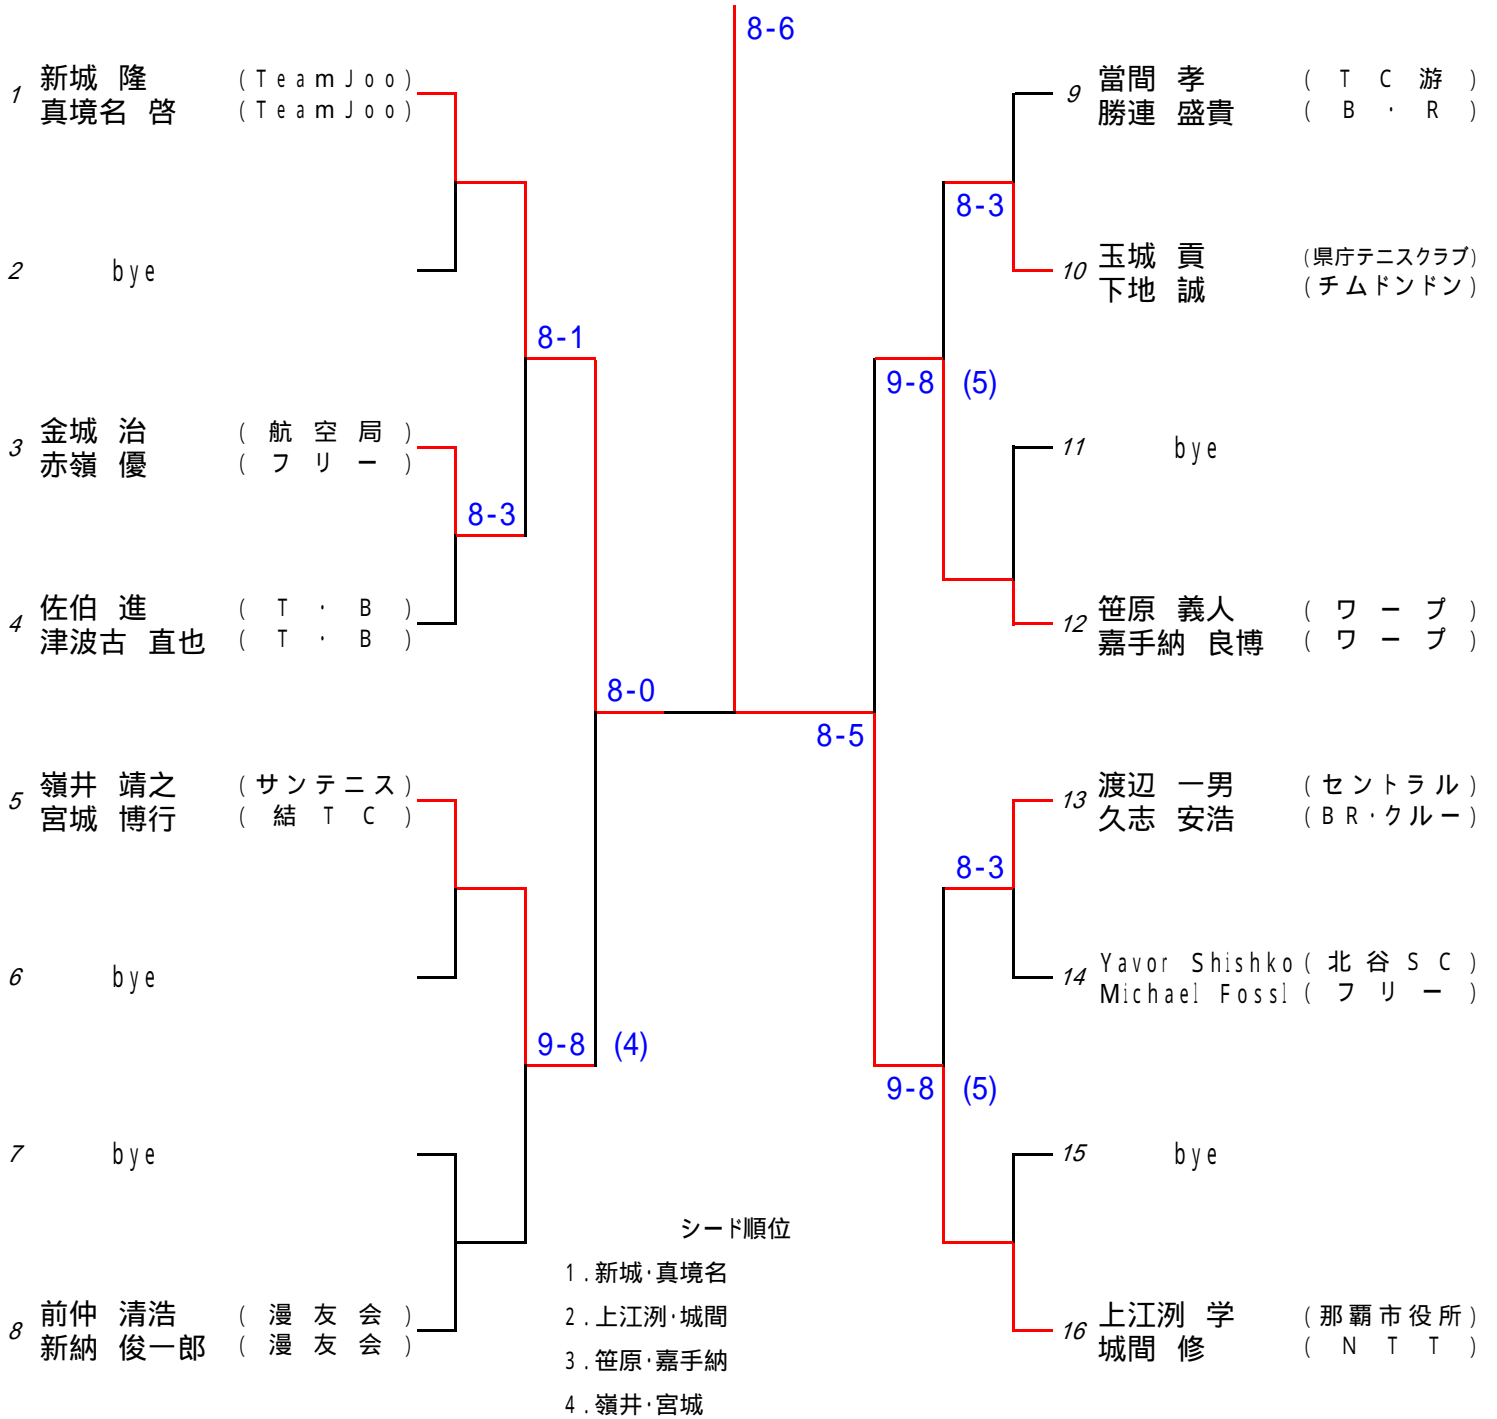 8-6
1 新城 隆 (TeamJoo)
真境名 啓 (TeamJoo)
2 bye
8-1
3 金城 治 (航空局)
赤嶺 優 (フリー)
8-3
4 佐伯 進 (T・B)
津波古 直也 (T・B)
8-0
5 嶺井 靖之 (サンテニス)
宮城 博行 (結TC)
6 bye
9-8 (4)
7 bye
8 前仲 清浩 (漫友会)
新納 俊一郎 (漫友会)
9 當間 孝 (TC游)
勝連 盛貴 (B・R)
8-3
10 玉城 貢 (県庁テニスクラブ)
下地 誠 (チムドンドン)
9-8 (5)
11 bye
12 笹原 義人 (ワープ)
嘉手納 良博 (ワープ)
8-5
13 渡辺 一男 (セントラル)
久志 安浩 (BR・クルー)
8-3
14 Yavor Shishko (北谷SC)
Michael Fossl (フリー)
9-8 (5)
15 bye
16 上江洌 学 (那覇市役所)
城間 修 (NTT)
シード順位
1.新城・真境名
2.上江洌・城間
3.笹原・嘉手納
4.嶺井・宮城